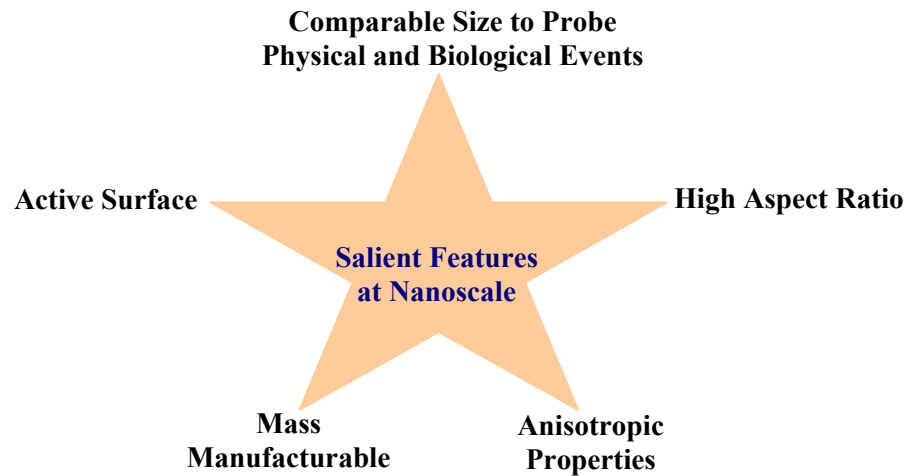 Comparable Size to Probe
Physical and Biological Events
Active Surface
High Aspect Ratio
Salient Features
at Nanoscale
Mass
Manufacturable
Anisotropic
Properties